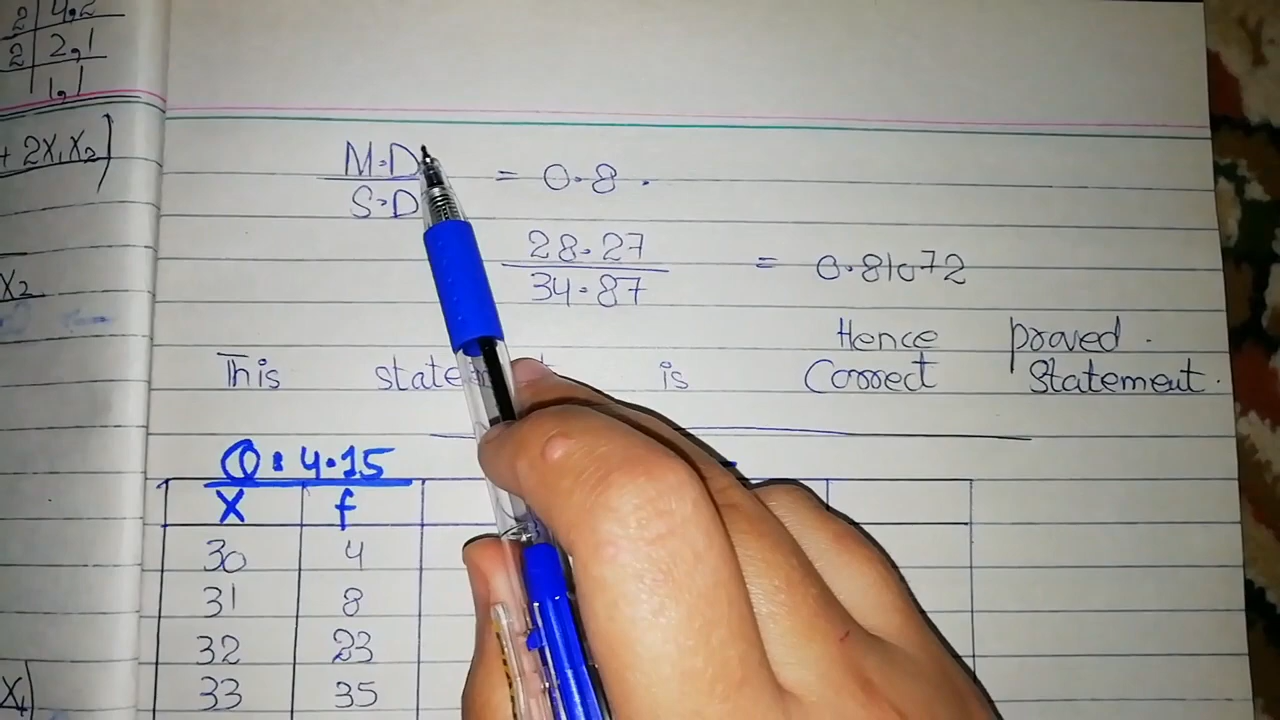 2 | 4,2
2 | 2,1
1,1
+ 2X₁X₂)
X₂
M.D / S.D = 0.8.
28.27 / 34.87 = 0.81072
Hence proved.
This is Correct Statement.
Q: 4.15
X f
30 4
31 8
32 23
33 35